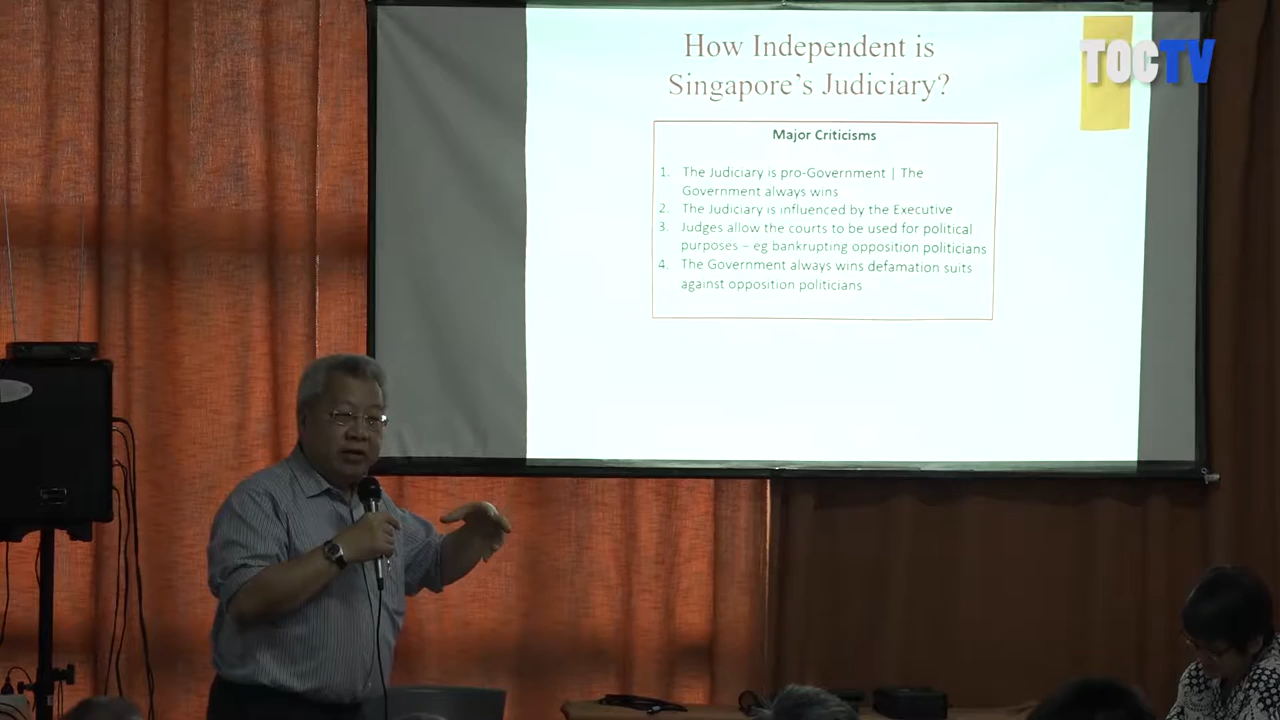 How Independent is
Singapore's Judiciary?
TOCTV
Major Criticisms
1. The Judiciary is pro-Government | The
Government always wins
2. The Judiciary is influenced by the Executive
3. Judges allow the courts to be used for political
purposes – eg bankrupting opposition politicians
4. The Government always wins defamation suits
against opposition politicians